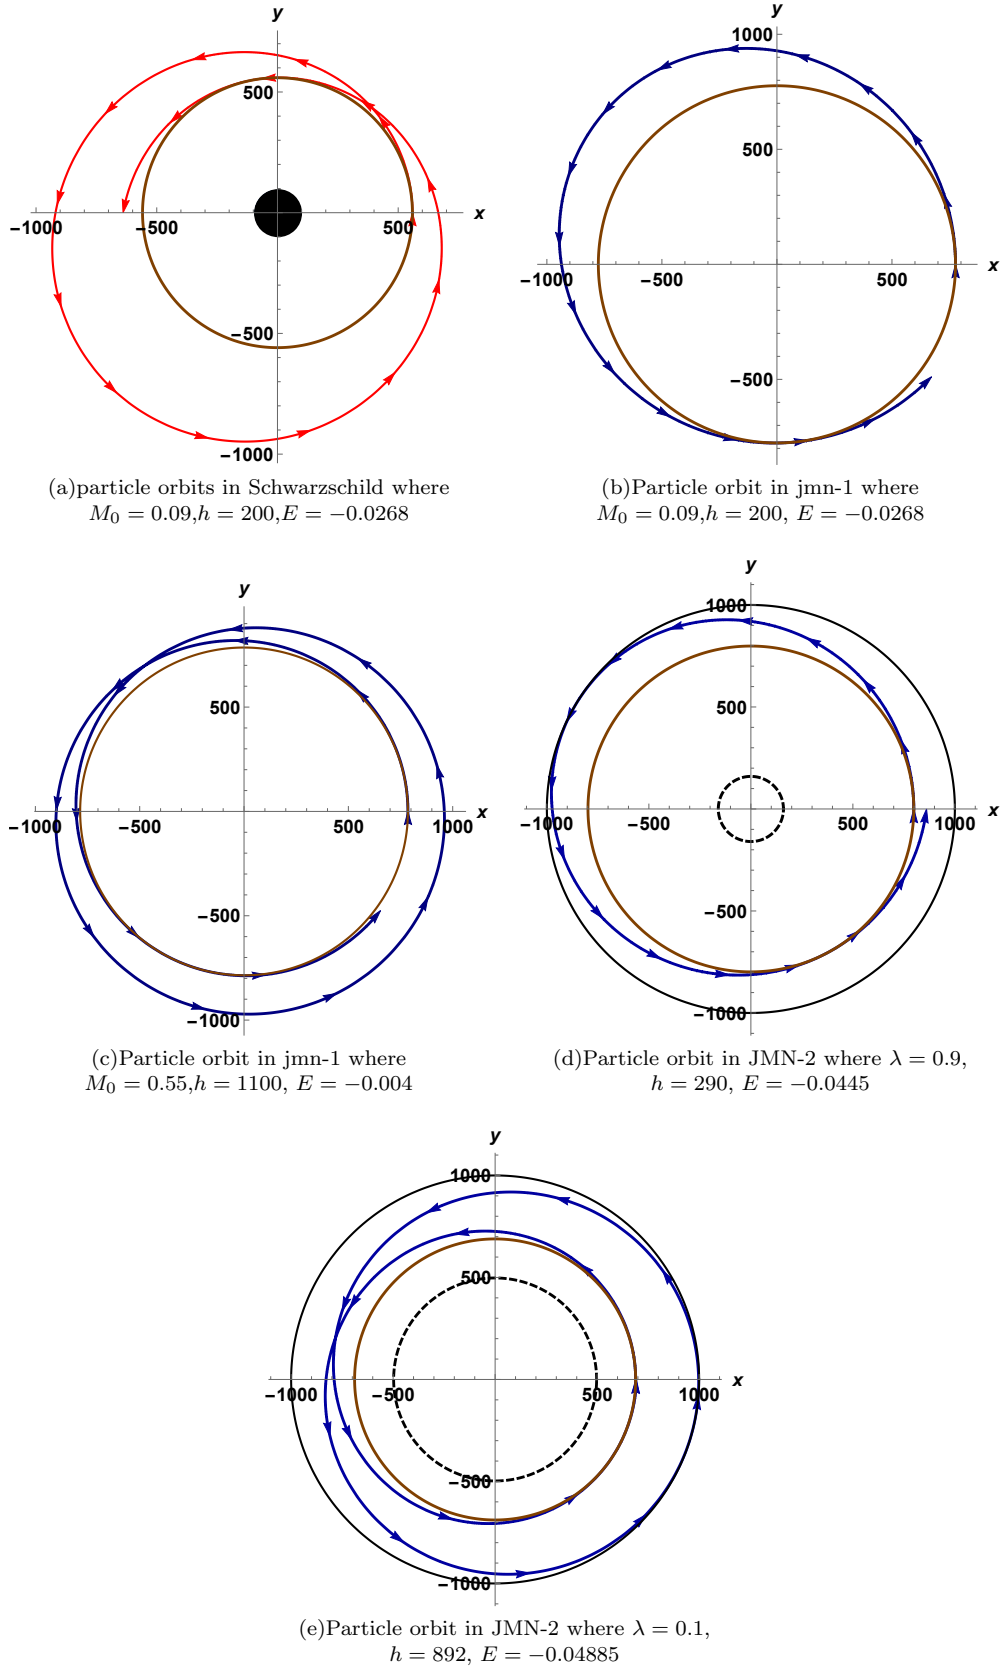 y
500
x
−1000
−500
500
−500
−1000
(a)particle orbits in Schwarzschild where
M₀ = 0.09,h = 200,E = −0.0268
y
1000
500
x
−1000
−500
500
−500
(b)Particle orbit in jmn-1 where
M₀ = 0.09,h = 200, E = −0.0268
y
500
x
−1000
−500
500
1000
−500
−1000
(c)Particle orbit in jmn-1 where
M₀ = 0.55,h = 1100, E = −0.004
y
1000
500
x
−1000
−500
500
1000
−500
−1000
(d)Particle orbit in JMN-2 where λ = 0.9,
h = 290, E = −0.0445
y
1000
500
x
−1000
−500
500
1000
−500
−1000
(e)Particle orbit in JMN-2 where λ = 0.1,
h = 892, E = −0.04885